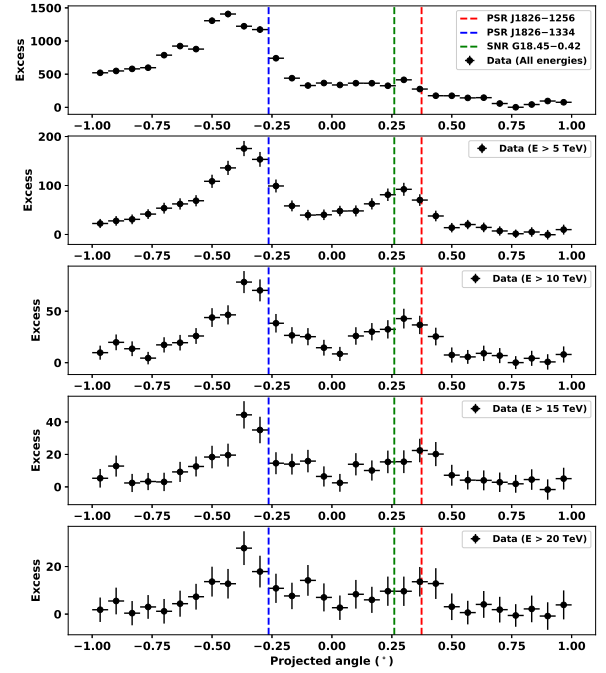 1500
1000
500
0
Excess
PSR J1826−1256
PSR J1826−1334
SNR G18.45−0.42
Data (All energies)
−1.00 −0.75 −0.50 −0.25 0.00 0.25 0.50 0.75 1.00
200
100
0
Excess
Data (E > 5 TeV)
−1.00 −0.75 −0.50 −0.25 0.00 0.25 0.50 0.75 1.00
50
0
Excess
Data (E > 10 TeV)
−1.00 −0.75 −0.50 −0.25 0.00 0.25 0.50 0.75 1.00
40
20
0
Excess
Data (E > 15 TeV)
−1.00 −0.75 −0.50 −0.25 0.00 0.25 0.50 0.75 1.00
20
0
Excess
Data (E > 20 TeV)
−1.00 −0.75 −0.50 −0.25 0.00 0.25 0.50 0.75 1.00
Projected angle (°)